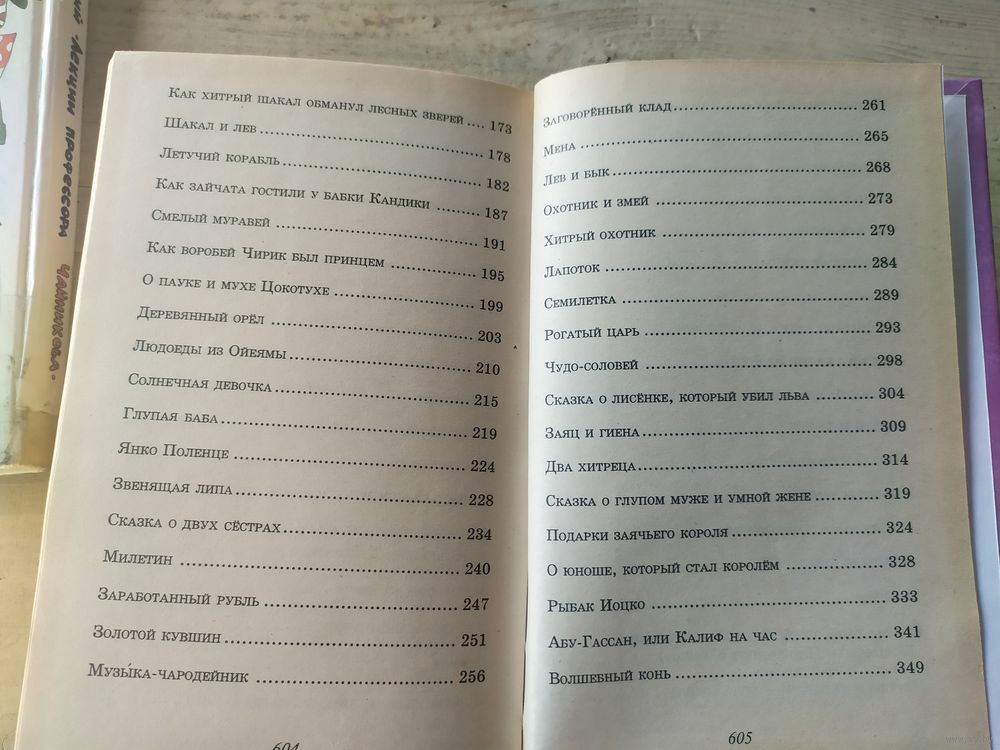 ЛЕКЦИИ ПРОФЕССОРА ЧАЙНИКОВА.
Как хитрый шакал обманул лесных зверей .... 173
Шакал и лев ........ 178
Летучий корабль ........ 182
Как зайчата гостили у бабки Кандики ........ 187
Смелый муравей ........ 191
Как воробей Чирик был принцем ........ 195
О пауке и мухе Цокотухе ........ 199
Деревянный орёл ........ 203
Людоеды из Ойеямы ........ 210
Солнечная девочка ........ 215
Глупая баба ........ 219
Янко Поленце ........ 224
Звенящая липа ........ 228
Сказка о двух сёстрах ........ 234
Милетин ........ 240
Заработанный рубль ........ 247
Золотой кувшин ........ 251
Музы́ка-чародейник ........ 256
604
Заговорённый клад ........ 261
Мена ........ 265
Лев и бык ........ 268
Охотник и змей ........ 273
Хитрый охотник ........ 279
Лапоток ........ 284
Семилетка ........ 289
Рогатый царь ........ 293
Чудо-соловей ........ 298
Сказка о лисёнке, который убил льва ........ 304
Заяц и гиена ........ 309
Два хитреца ........ 314
Сказка о глупом муже и умной жене ........ 319
Подарки заячьего короля ........ 324
О юноше, который стал королём ........ 328
Рыбак Иоцко ........ 333
Абу-Гассан, или Калиф на час ........ 341
Волшебный конь ........ 349
605